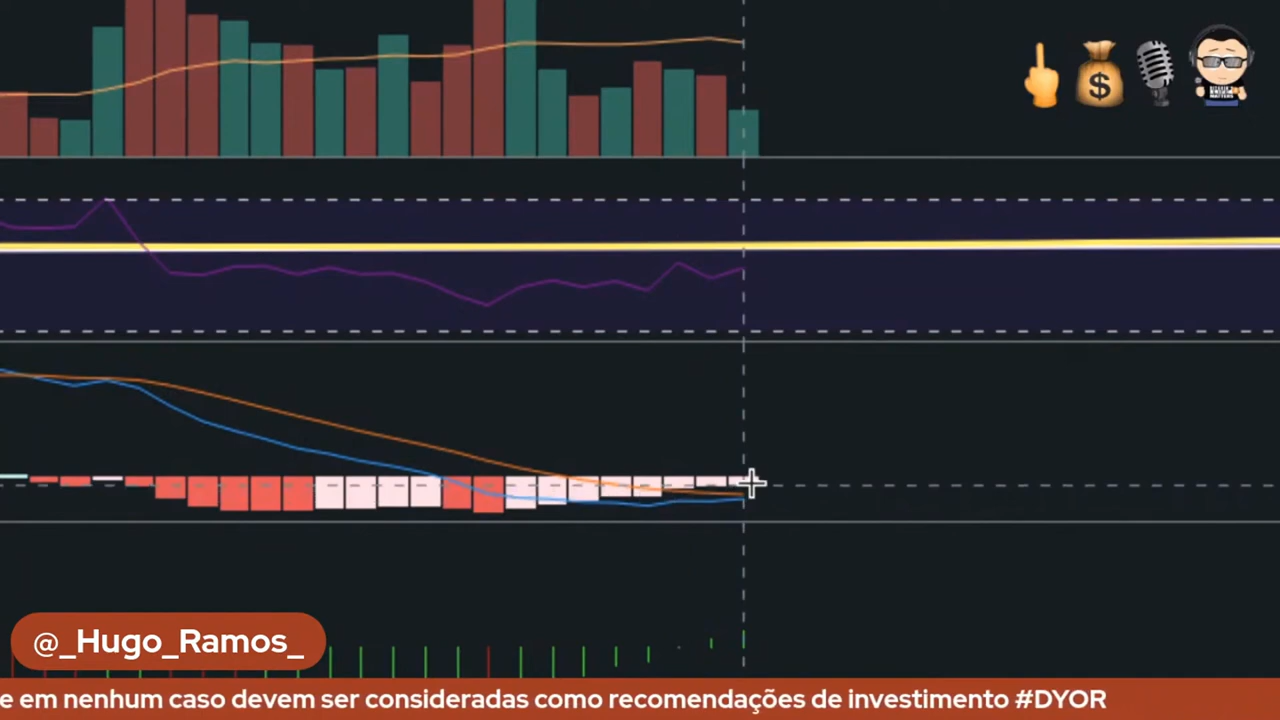 @_Hugo_Ramos_
e em nenhum caso devem ser consideradas como recomendações de investimento #DYOR